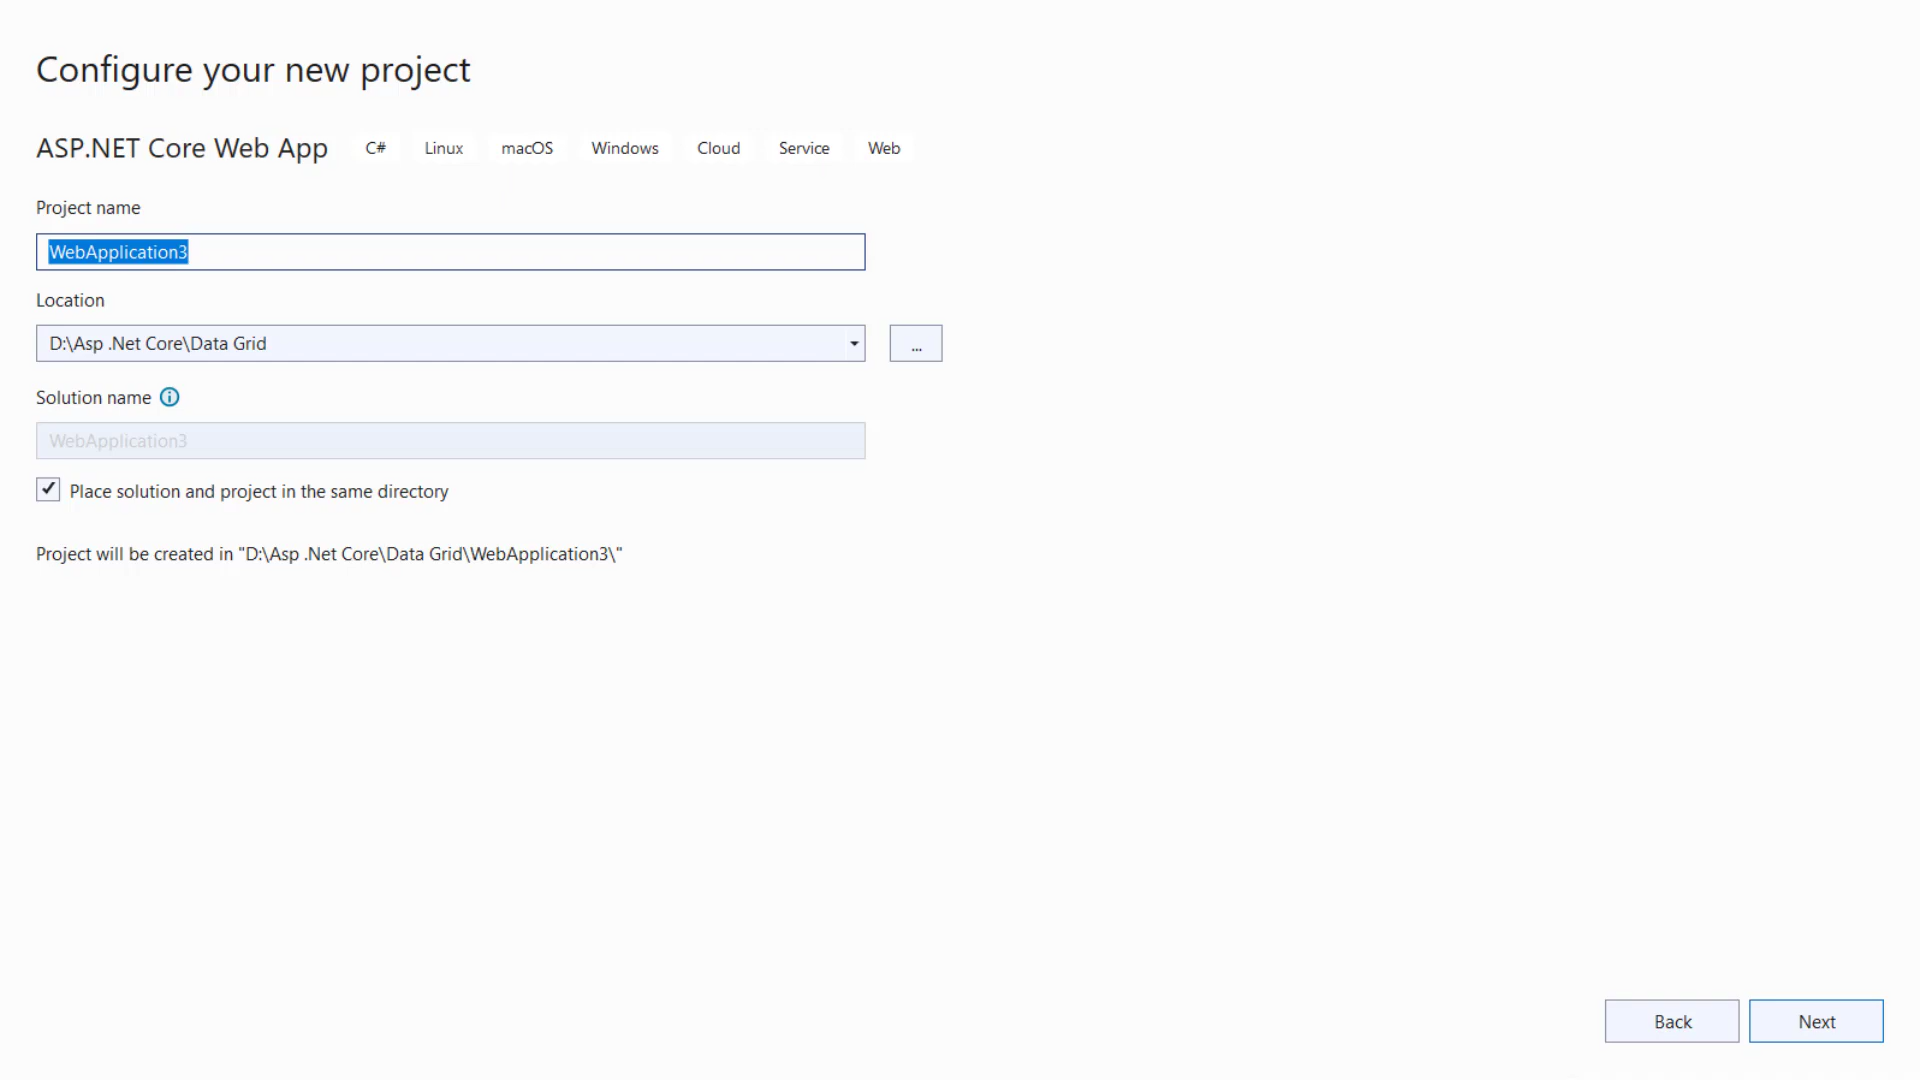 Configure your new project
ASP.NET Core Web App C# Linux macOS Windows Cloud Service Web
Project name
WebApplication3
Location
D:\Asp .Net Core\Data Grid
...
Solution name
WebApplication3
Place solution and project in the same directory
Project will be created in "D:\Asp .Net Core\Data Grid\WebApplication3\"
Back Next